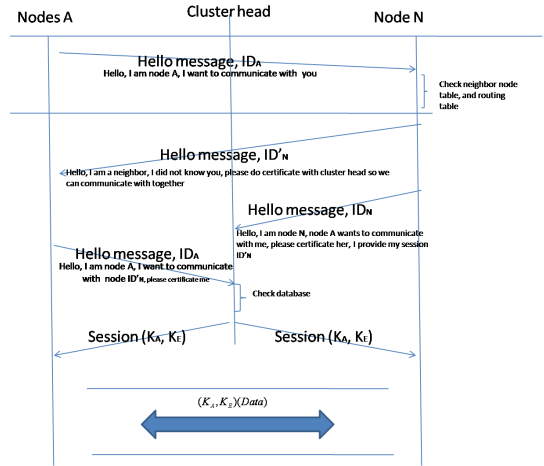 Nodes A
Cluster head
Node N
Hello message, IDA
Hello, I am node A, I want to communicate with you
Check neighbor node
table, and routing
table
Hello message, ID'N
Hello, I am a neighbor, I did not know you, please do certificate with cluster head so we
can communicate with together
Hello message, IDN
Hello, I am node N, node A wants to communicate
with me, please certificate her, I provide my session
ID'N
Hello message, IDA
Hello, I am node A, I want to communicate
with node ID'N, please certificate me
Check database
Session (KA, KE)
Session (KA, KE)
(KA, KE)(Data)